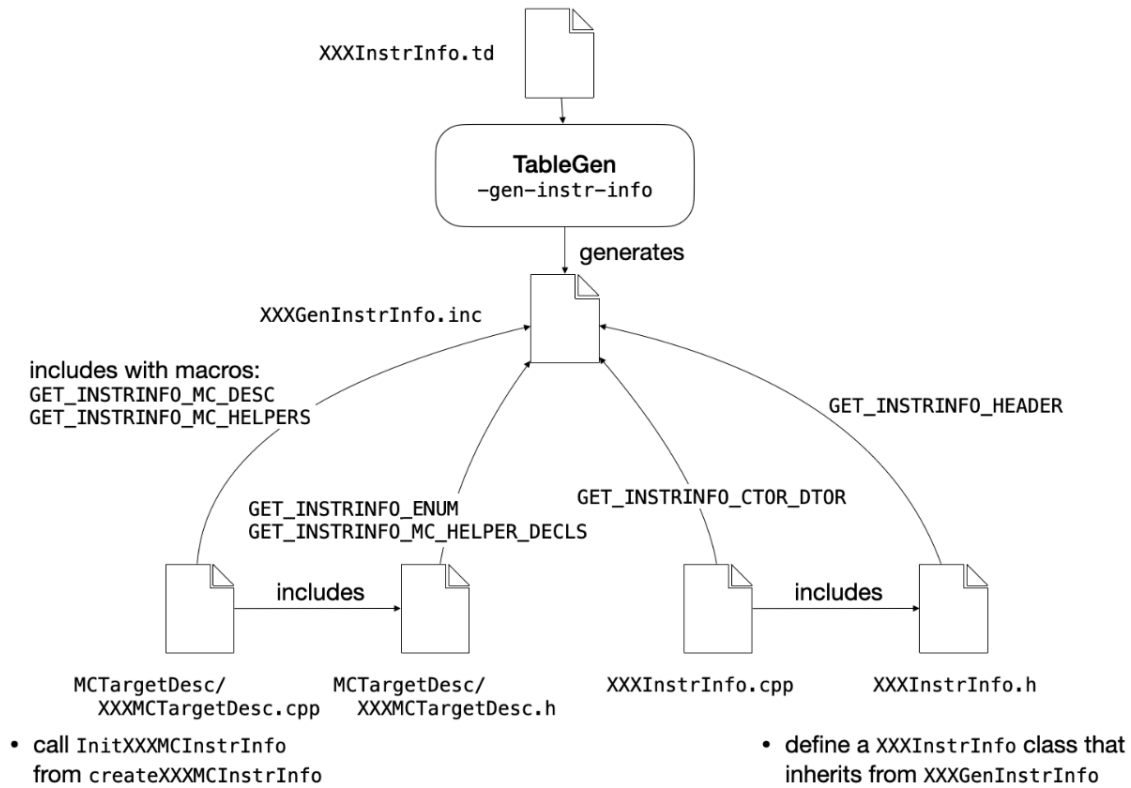 XXXInstrInfo.td
TableGen
-gen-instr-info
generates
XXXGenInstrInfo.inc
includes with macros:
GET_INSTRINFO_MC_DESC
GET_INSTRINFO_MC_HELPERS
GET_INSTRINFO_HEADER
GET_INSTRINFO_ENUM
GET_INSTRINFO_MC_HELPER_DECLS
GET_INSTRINFO_CTOR_DTOR
includes
includes
MCTargetDesc/
XXXMCTargetDesc.cpp
MCTargetDesc/
XXXMCTargetDesc.h
XXXInstrInfo.cpp
XXXInstrInfo.h
• call InitXXXMCInstrInfo
from createXXXMCInstrInfo
• define a XXXInstrInfo class that
inherits from XXXGenInstrInfo